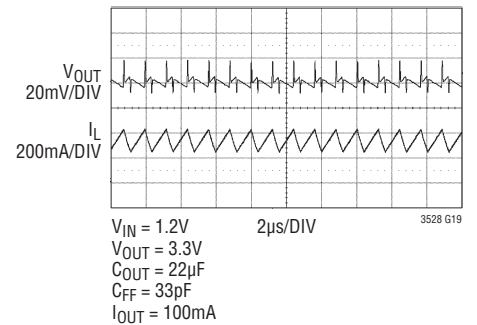 VOUT
20mV/DIV
IL
200mA/DIV
3528 G19
VIN = 1.2V
2µs/DIV
VOUT = 3.3V
COUT = 22µF
CFF = 33pF
IOUT = 100mA